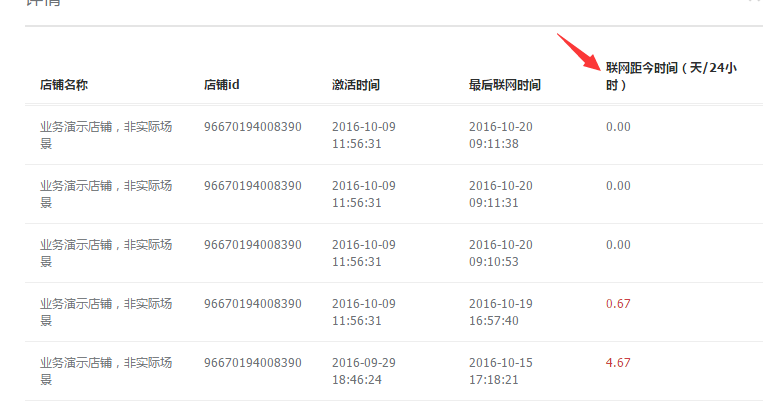 详情
联网距今时间（天/24小
店铺名称 店铺id 激活时间 最后联网时间 时）
业务演示店铺，非实际场 96670194008390 2016-10-09 2016-10-20 0.00
景 11:56:31 09:11:38
业务演示店铺，非实际场 96670194008390 2016-10-09 2016-10-20 0.00
景 11:56:31 09:11:31
业务演示店铺，非实际场 96670194008390 2016-10-09 2016-10-20 0.00
景 11:56:31 09:10:53
业务演示店铺，非实际场 96670194008390 2016-10-09 2016-10-19 0.67
景 11:56:31 16:57:40
业务演示店铺，非实际场 96670194008390 2016-09-29 2016-10-15 4.67
景 18:46:24 17:18:21